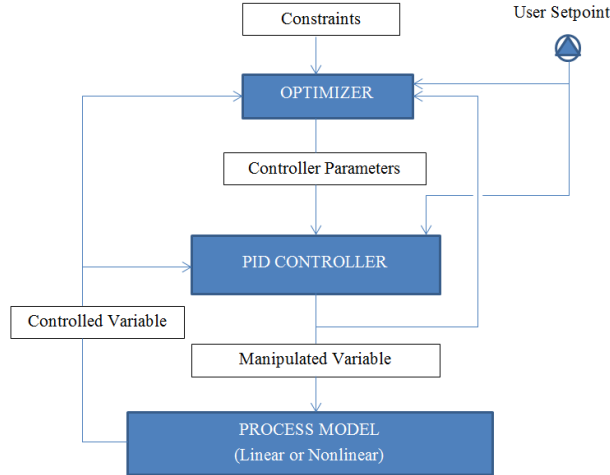 Constraints
User Setpoint
OPTIMIZER
Controller Parameters
PID CONTROLLER
Controlled Variable
Manipulated Variable
PROCESS MODEL
(Linear or Nonlinear)